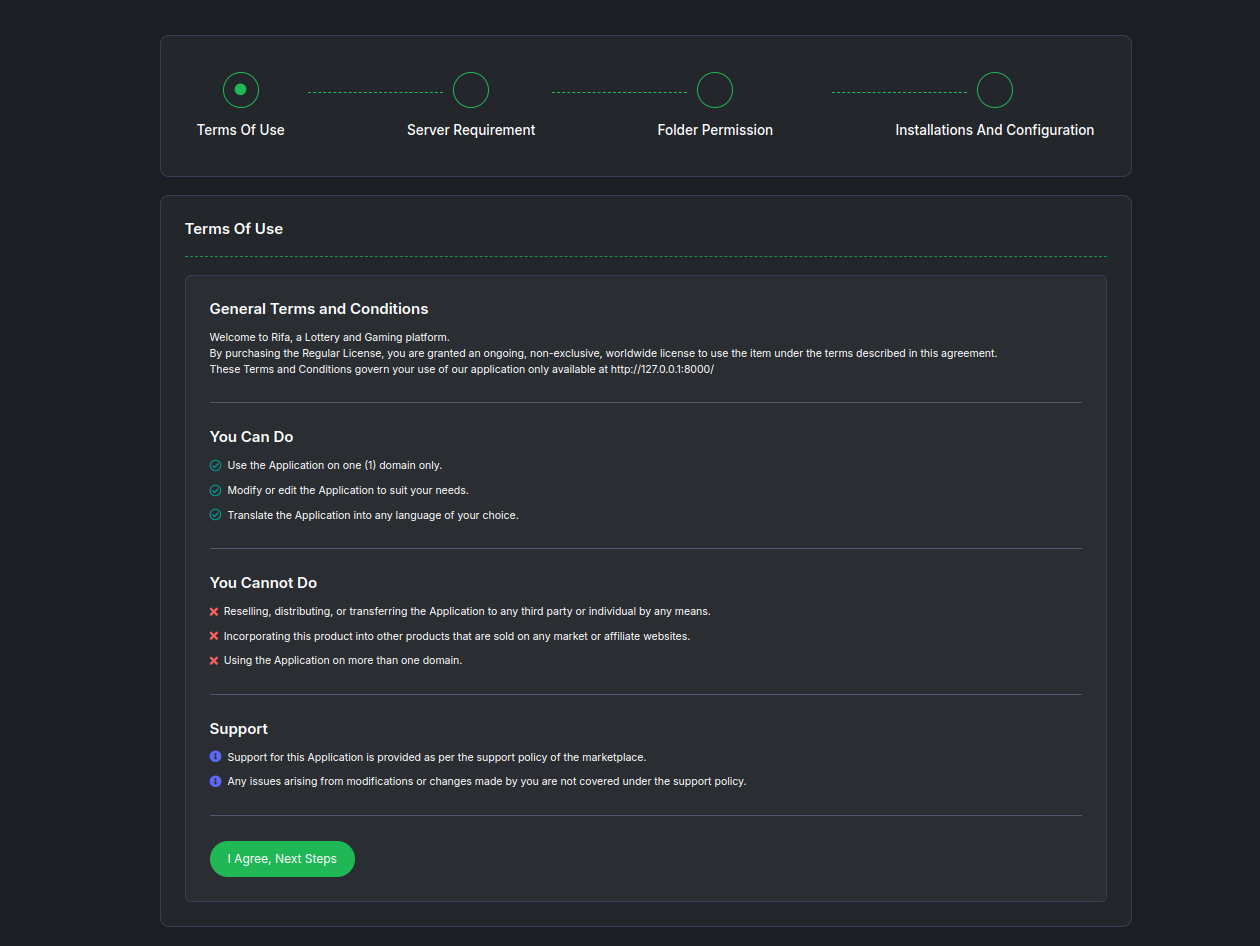 Terms Of Use
Server Requirement
Folder Permission
Installations And Configuration
Terms Of Use
General Terms and Conditions
Welcome to Rifa, a Lottery and Gaming platform.
By purchasing the Regular License, you are granted an ongoing, non-exclusive, worldwide license to use the item under the terms described in this agreement.
These Terms and Conditions govern your use of our application only available at http://127.0.0.1:8000/
You Can Do
Use the Application on one (1) domain only.
Modify or edit the Application to suit your needs.
Translate the Application into any language of your choice.
You Cannot Do
Reselling, distributing, or transferring the Application to any third party or individual by any means.
Incorporating this product into other products that are sold on any market or affiliate websites.
Using the Application on more than one domain.
Support
Support for this Application is provided as per the support policy of the marketplace.
Any issues arising from modifications or changes made by you are not covered under the support policy.
I Agree, Next Steps